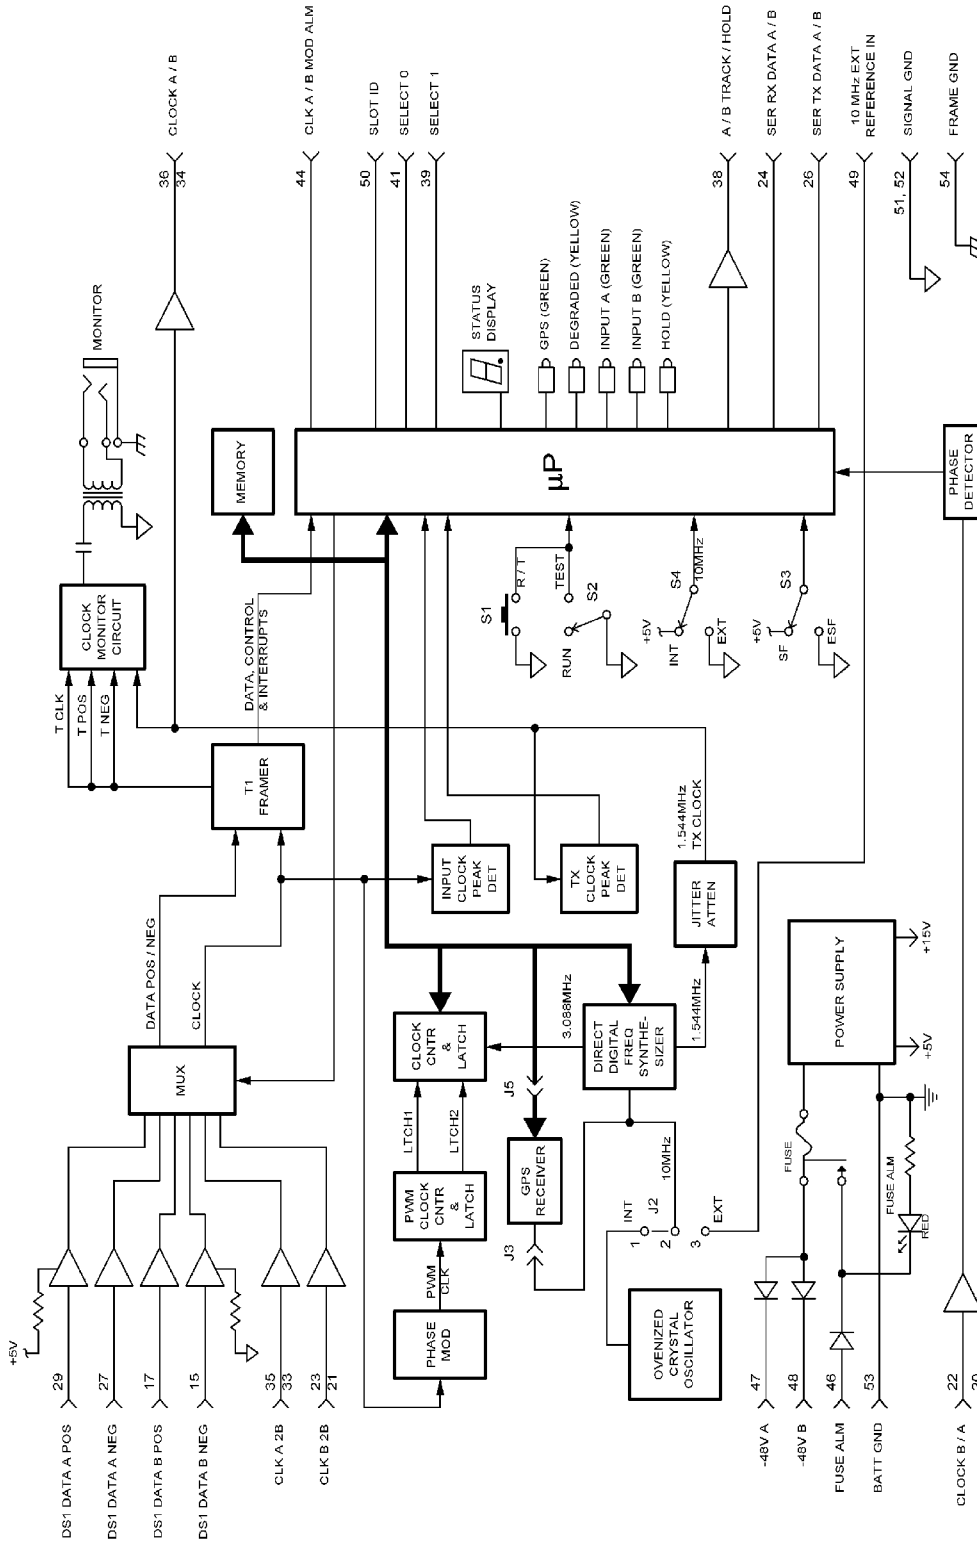 DS1 DATA A POS
29
DS1 DATA A NEG
27
DS1 DATA B POS
17
DS1 DATA B NEG
15
CLK A 2B
35
33
CLK B 2B
23
21
+5V
MUX
DATA POS / NEG
CLOCK
T1
FRAMER
T CLK
T POS
T NEG
CLOCK
MONITOR
CIRCUIT
MONITOR
36
34
CLOCK A / B
DATA, CONTROL
& INTERRUPTS
MEMORY
44
CLK A / B MOD ALM
50
SLOT ID
41
SELECT 0
39
SELECT 1
PHASE
MOD
PWM
CLK
PWM
CLOCK
CNTR
&
LATCH
LTCH1
LTCH2
CLOCK
CNTR
&
LATCH
INPUT
CLOCK
PEAK
DET
TX
CLOCK
PEAK
DET
µP
STATUS
DISPLAY
GPS (GREEN)
DEGRADED (YELLOW)
INPUT A (GREEN)
INPUT B (GREEN)
HOLD (YELLOW)
S1
R / T
TEST
RUN
S2
+5V
INT
S4
10MHz
EXT
+5V
SF
S3
ESF
J3
GPS
RECEIVER
J5
3.088MHz
DIRECT
DIGITAL
FREQ
SYNTHE-
SIZER
1.544MHz
JITTER
ATTEN
1.544MHz
TX CLOCK
OVENIZED
CRYSTAL
OSCILLATOR
INT
1
J2
2
10MHz
3
EXT
38
A / B TRACK / HOLD
24
SER RX DATA A / B
26
SER TX DATA A / B
49
10 MHz EXT
REFERENCE IN
51, 52
SIGNAL GND
54
FRAME GND
-48V A
47
-48V B
48
FUSE ALM
46
BATT GND
53
FUSE
FUSE ALM
RED
POWER SUPPLY
+5V
+15V
CLOCK B / A
22
20
PHASE
DETECTOR